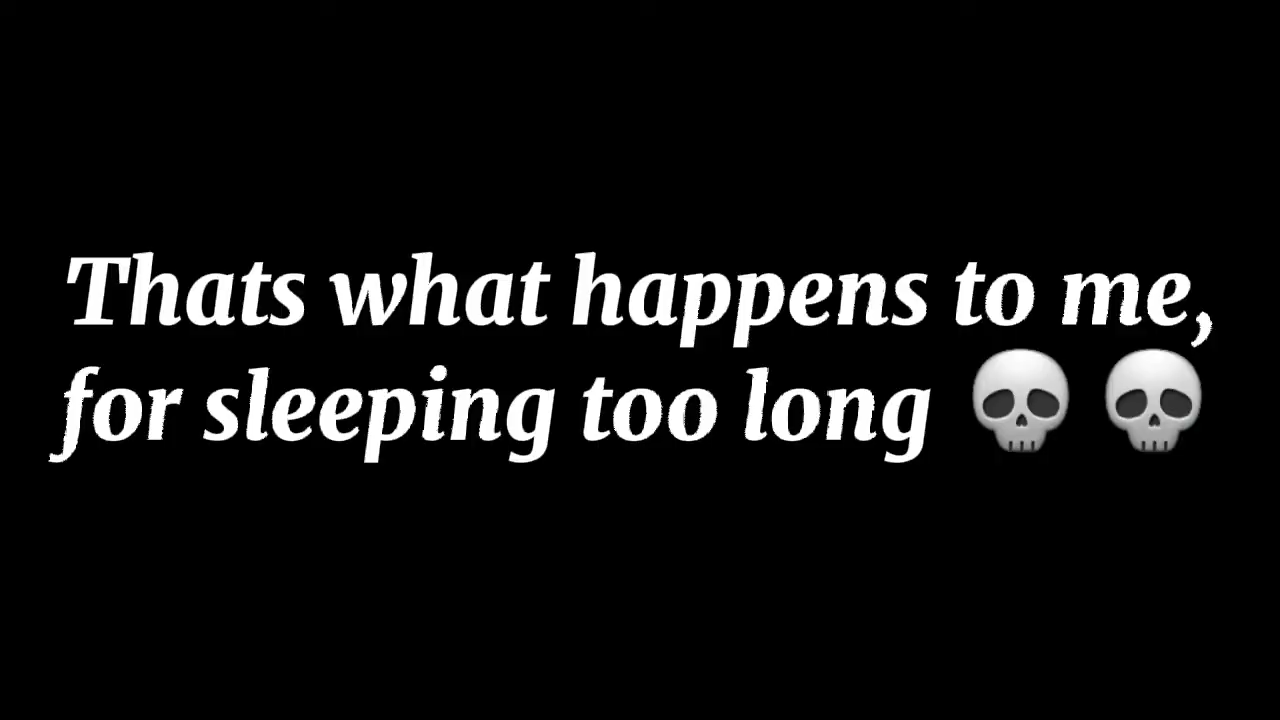 Thats what happens to me,
for sleeping too long 💀 💀